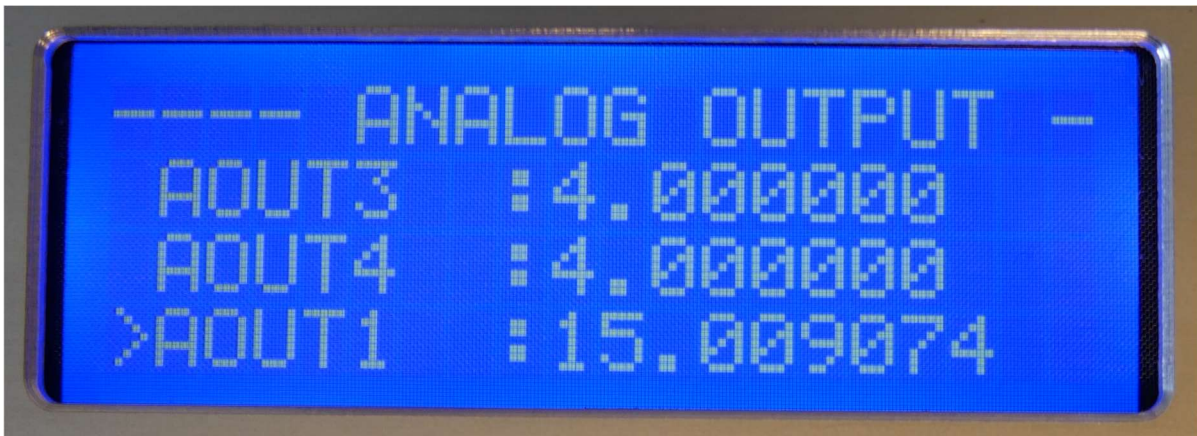 ---- ANALOG OUTPUT -
AOUT3 :4.000000
AOUT4 :4.000000
>AOUT1 :15.009074